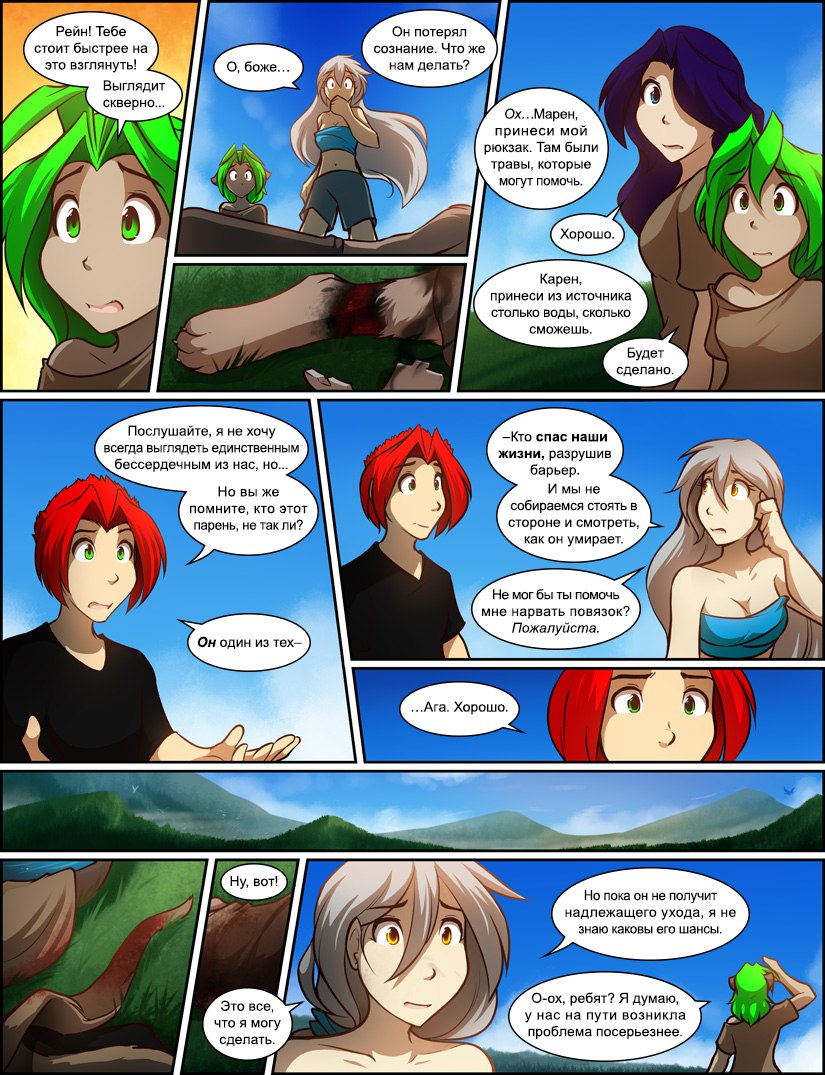 Рейн! Тебе
стоит быстрее на
это взглянуть!
Выглядит
скверно...
О, боже...
Он потерял
сознание. Что же
нам делать?
Ох...Марен,
принеси мой
рюкзак. Там были
травы, которые
могут помочь.
Хорошо.
Карен,
принеси из источника
столько воды, сколько
сможешь.
Будет
сделано.
Послушайте, я не хочу
всегда выглядеть единственным
бессердечным из нас, но...
Но вы же
помните, кто этот
парень, не так ли?
Он один из тех–
–Кто спас наши
жизни, разрушив
барьер.
И мы не
собираемся стоять в
стороне и смотреть,
как он умирает.
Не мог бы ты помочь
мне нарвать повязок?
Пожалуйста.
...Ага. Хорошо.
Ну, вот!
Это все,
что я могу
сделать.
Но пока он не получит
надлежащего ухода, я не
знаю каковы его шансы.
О-ох, ребят? Я думаю,
у нас на пути возникла
проблема посерьезнее.